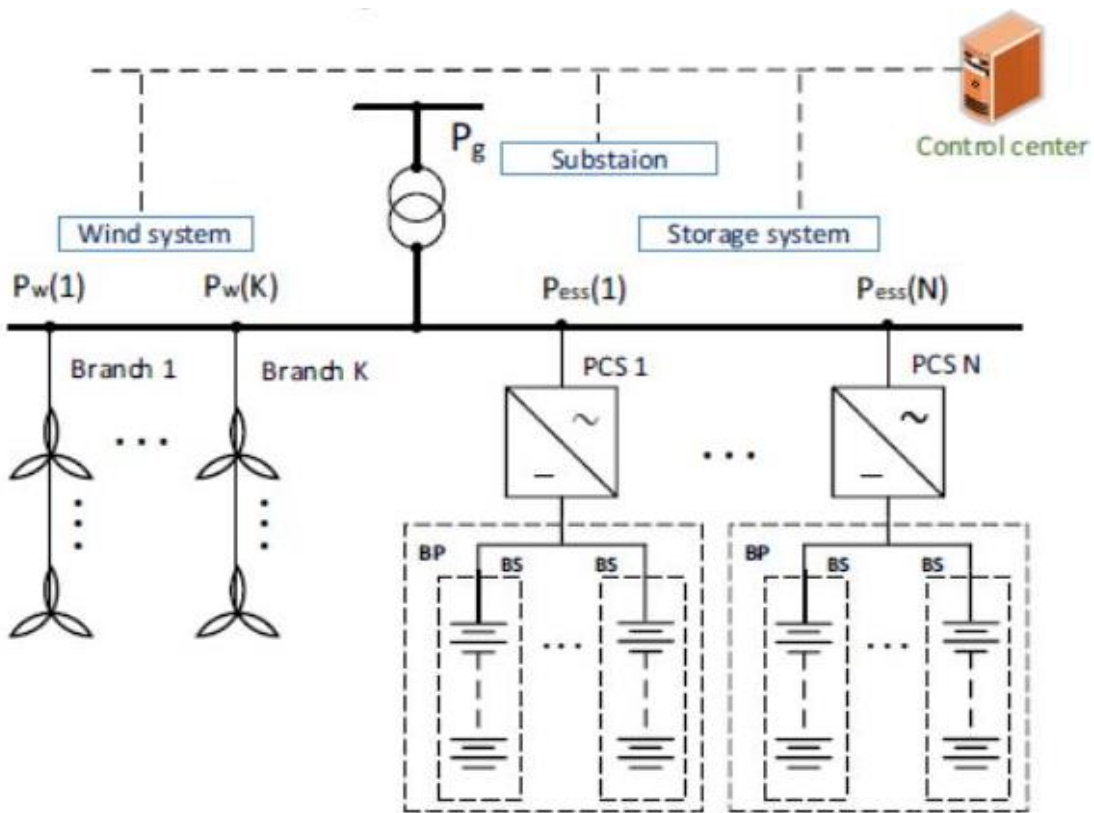 Control center
Pg
Substaion
Wind system
Storage system
Pw(1)
Pw(K)
Pess(1)
Pess(N)
Branch 1
Branch K
PCS 1
PCS N
~
~
BP
BS
BS
BP
BS
BS